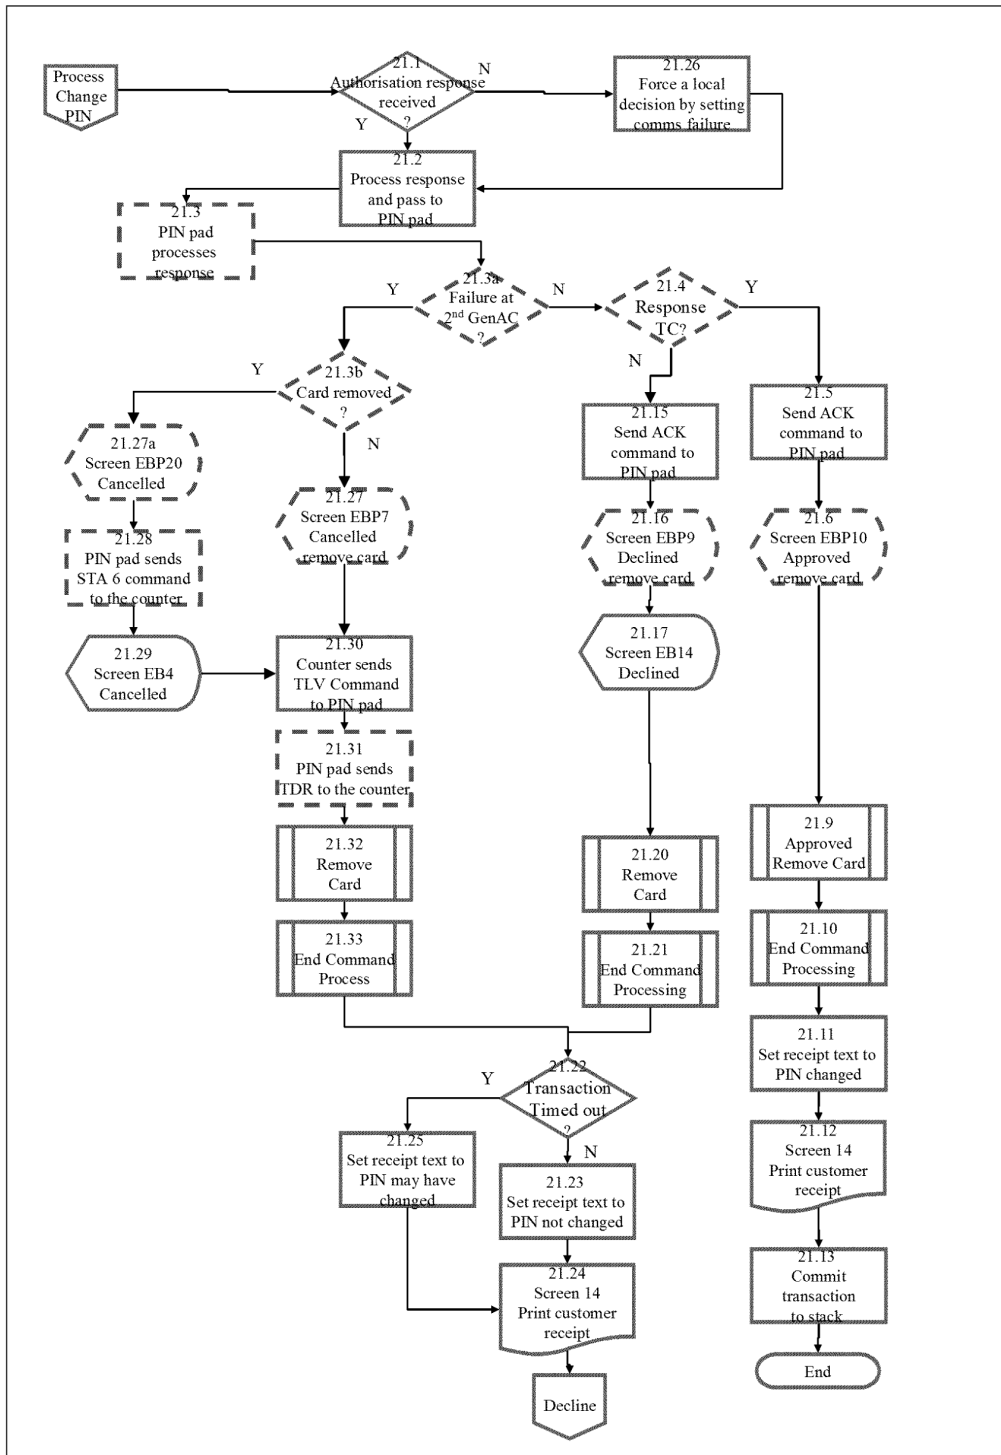 Process
Change
PIN
21.1
Authorisation response
received
?
N
Y
21.26
Force a local
decision by setting
comms failure
21.2
Process response
and pass to
PIN pad
21.3
PIN pad
processes
response
21.3a
Failure at
2nd GenAC
?
Y
N
21.4
Response
TC?
Y
N
21.3b
Card removed
?
Y
N
21.5
Send ACK
command to
PIN pad
21.15
Send ACK
command to
PIN pad
21.27a
Screen EBP20
Cancelled
21.27
Screen EBP7
Cancelled
remove card
21.16
Screen EBP9
Declined
remove card
21.6
Screen EBP10
Approved
remove card
21.28
PIN pad sends
STA 6 command
to the counter
21.29
Screen EB4
Cancelled
21.30
Counter sends
TLV Command
to PIN pad
21.17
Screen EB14
Declined
21.31
PIN pad sends
TDR to the counter
21.32
Remove
Card
21.20
Remove
Card
21.9
Approved
Remove Card
21.33
End Command
Process
21.21
End Command
Processing
21.10
End Command
Processing
21.22
Transaction
Timed out
?
Y
N
21.11
Set receipt text to
PIN changed
21.25
Set receipt text to
PIN may have
changed
21.23
Set receipt text to
PIN not changed
21.12
Screen 14
Print customer
receipt
21.24
Screen 14
Print customer
receipt
21.13
Commit
transaction
to stack
Decline
End